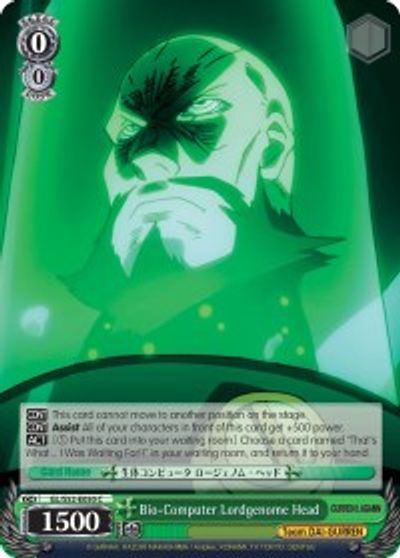 0
0
CONT This card cannot move to another position on the stage.
CONT Assist All of your characters in front of this card get +500 power.
ACT [(1) Put this card into your waiting room] Choose a card named "That's
What... I Was Waiting For!!" in your waiting room, and return it to your hand.
Card Name 生体コンピュータ ロージェノム・ヘッド
1500
Bio-Computer Lordgenome Head
Team DAI-GURREN